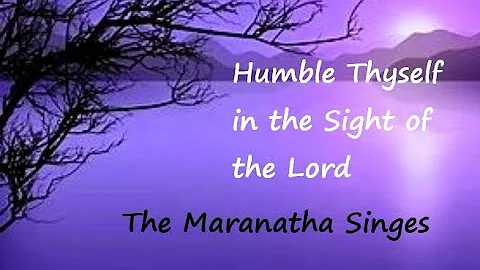 Humble Thyself
in the Sight of
the Lord
The Maranatha Singes